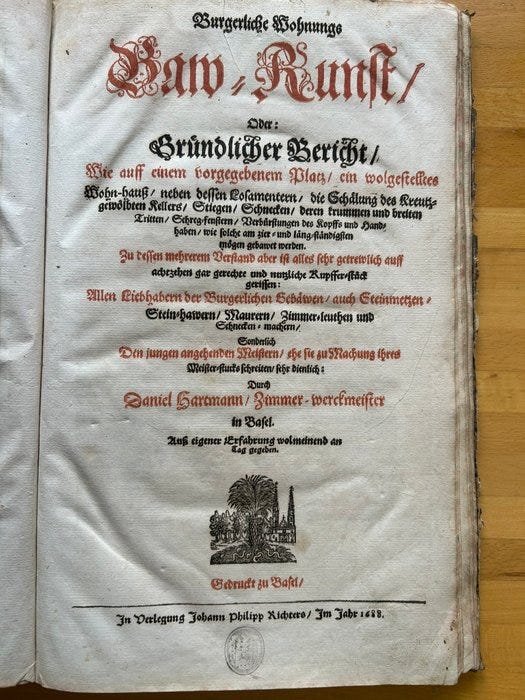 Burgerliche Wohnungs
Baw-Kunst/
Oder:
Gründlicher Bericht/
Wie auff einem vorgegebenem Platz/ ein wolgestelltes
Wohn-hauß/ neben dessen Losamentern/ die Schälung des Kreutz-
gewölbten Kellers/ Stiegen/ Schnecken/ deren krummen und breiten
Tritten/ Schreg-fenstern/ Verbürstungen des Kopffs und Hand-
haben/ wie solche am zier- und läng-ständigsten
mögen gebawet werden.
Zu dessen mehrerem Verstand aber ist alles sehr getrewlich auff
achtzehen gar gerechte und nutzliche Kupffer-stück
gerissen:
Allen Liebhabern der Burgerlichen Gebäwen/ auch Steinmetzen-
Stein-hawern/ Maurern/ Zimmer-leuthen und
Schnecken-machern/
Sonderlich
Den jungen angehenden Meistern/ ehe sie zu Machung ihres
Meister-stucks schreiten/ sehr dienlich:
Durch
Daniel Hartmann/ Zimmer-werckmeister
in Basel.
Auß eigener Erfahrung wolmeinend an
Tag gegeben.
Gedruckt zu Basel/
In Verlegung Johann Philipp Richters/ Im Jahr 1688.